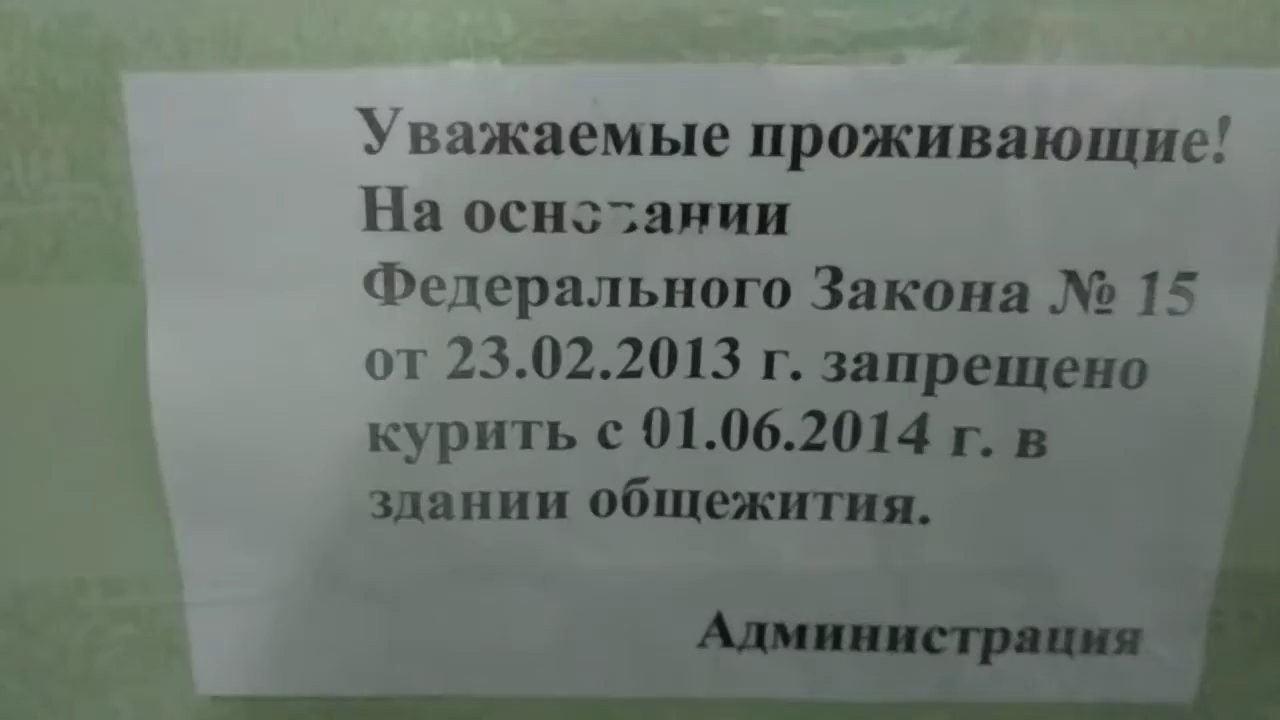 Уважаемые проживающие!
На основании
Федерального Закона № 15
от 23.02.2013 г. запрещено
курить с 01.06.2014 г. в
здании общежития.
Администрация